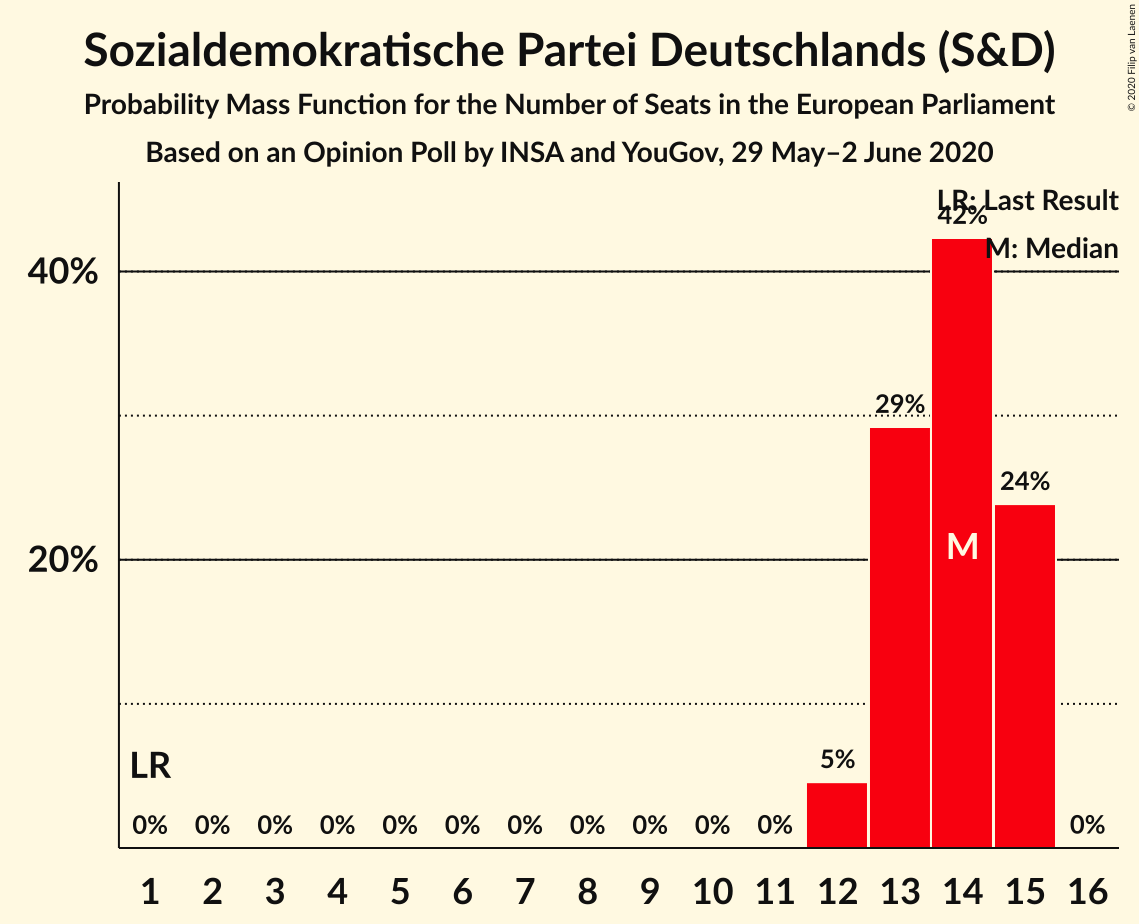 Sozialdemokratische Partei Deutschlands (S&D)
Probability Mass Function for the Number of Seats in the European Parliament
Based on an Opinion Poll by INSA and YouGov, 29 May–2 June 2020
© 2020 Filip van Laenen
LR: Last Result
42%
M: Median
40%
29%
24%
M
20%
LR
5%
0% 0% 0% 0% 0% 0% 0% 0% 0% 0% 0% 0%
1 2 3 4 5 6 7 8 9 10 11 12 13 14 15 16